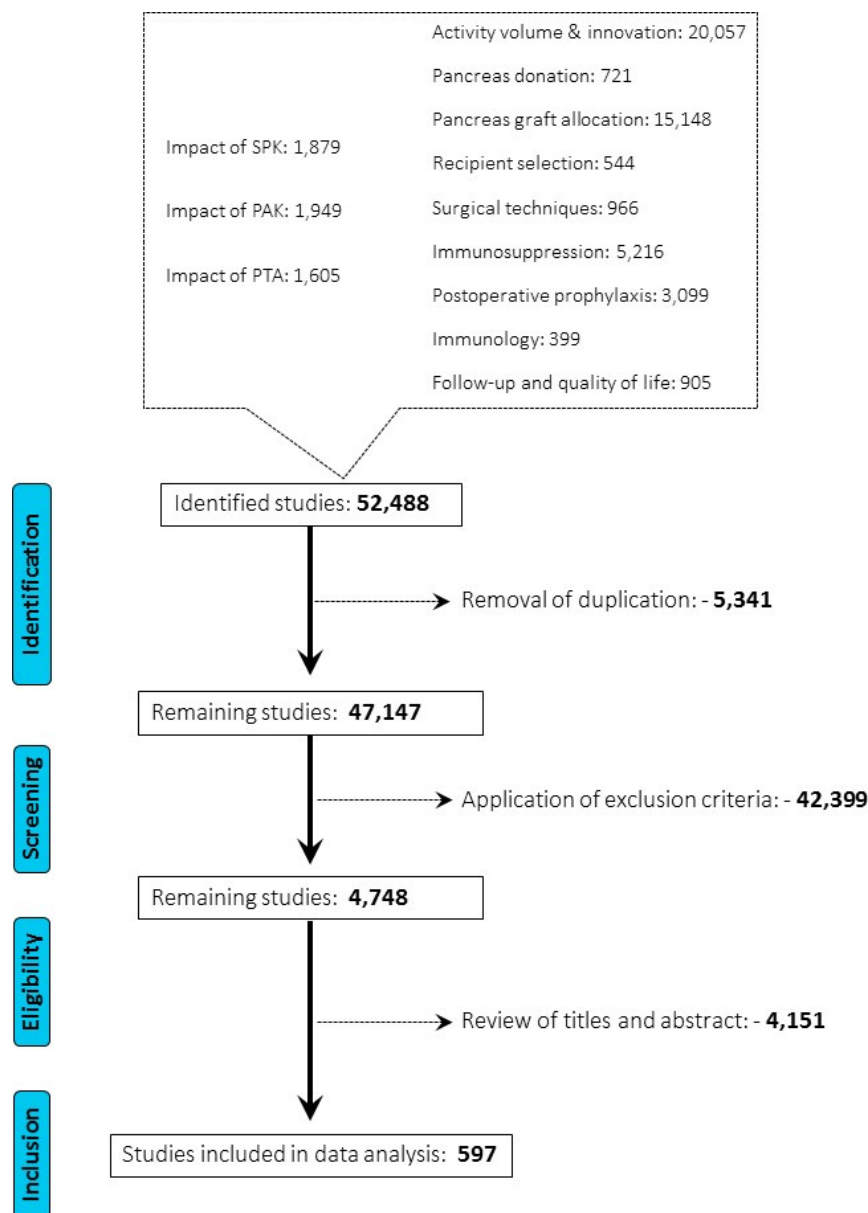 Impact of SPK: 1,879
Impact of PAK: 1,949
Impact of PTA: 1,605
Activity volume & innovation: 20,057
Pancreas donation: 721
Pancreas graft allocation: 15,148
Recipient selection: 544
Surgical techniques: 966
Immunosuppression: 5,216
Postoperative prophylaxis: 3,099
Immunology: 399
Follow-up and quality of life: 905
Identification
Identified studies: 52,488
Removal of duplication: - 5,341
Remaining studies: 47,147
Screening
Application of exclusion criteria: - 42,399
Remaining studies: 4,748
Eligibility
Review of titles and abstract: - 4,151
Inclusion
Studies included in data analysis: 597